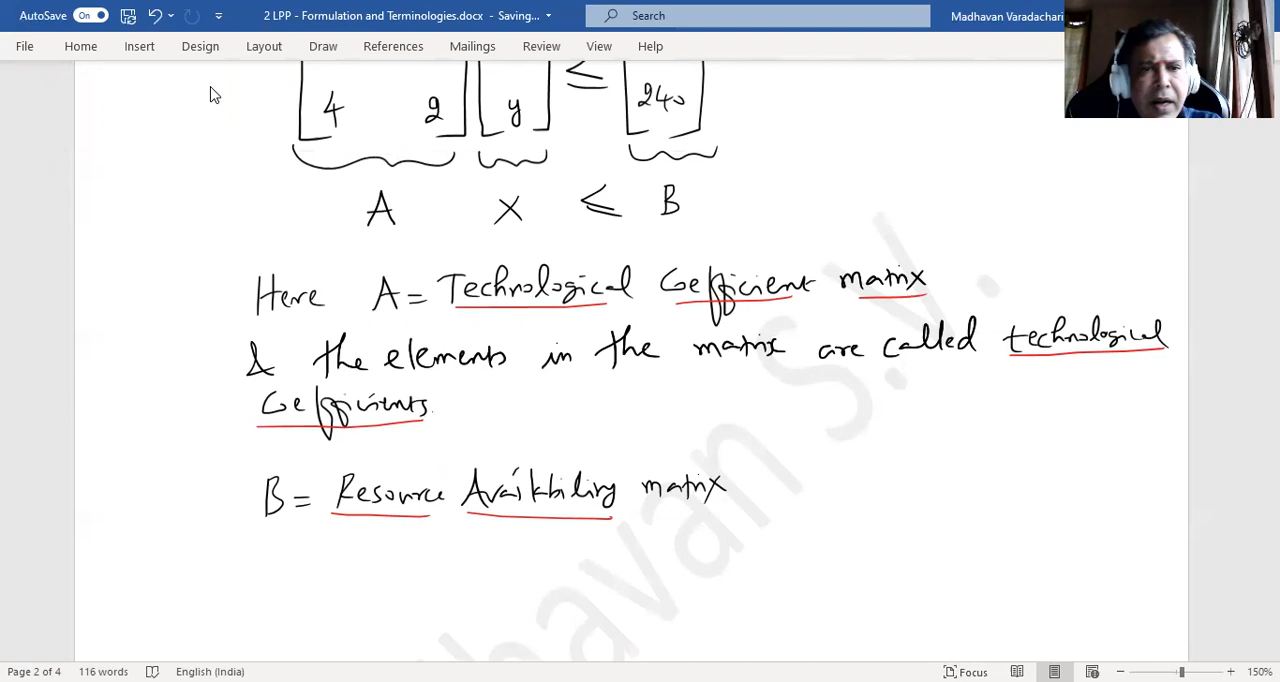 AutoSave On 2 LPP - Formulation and Terminologies.docx - Saving... Search Madhavan Varadachari
File Home Insert Design Layout Draw References Mailings Review View Help
4 2 y ≤ 240
A X ≤ B
Here A = Technological Coefficient matrix
& the elements in the matrix are called technological
Coefficients.
B = Resource Availability matrix
havan S.V.
Page 2 of 4 116 words English (India) Focus 150%